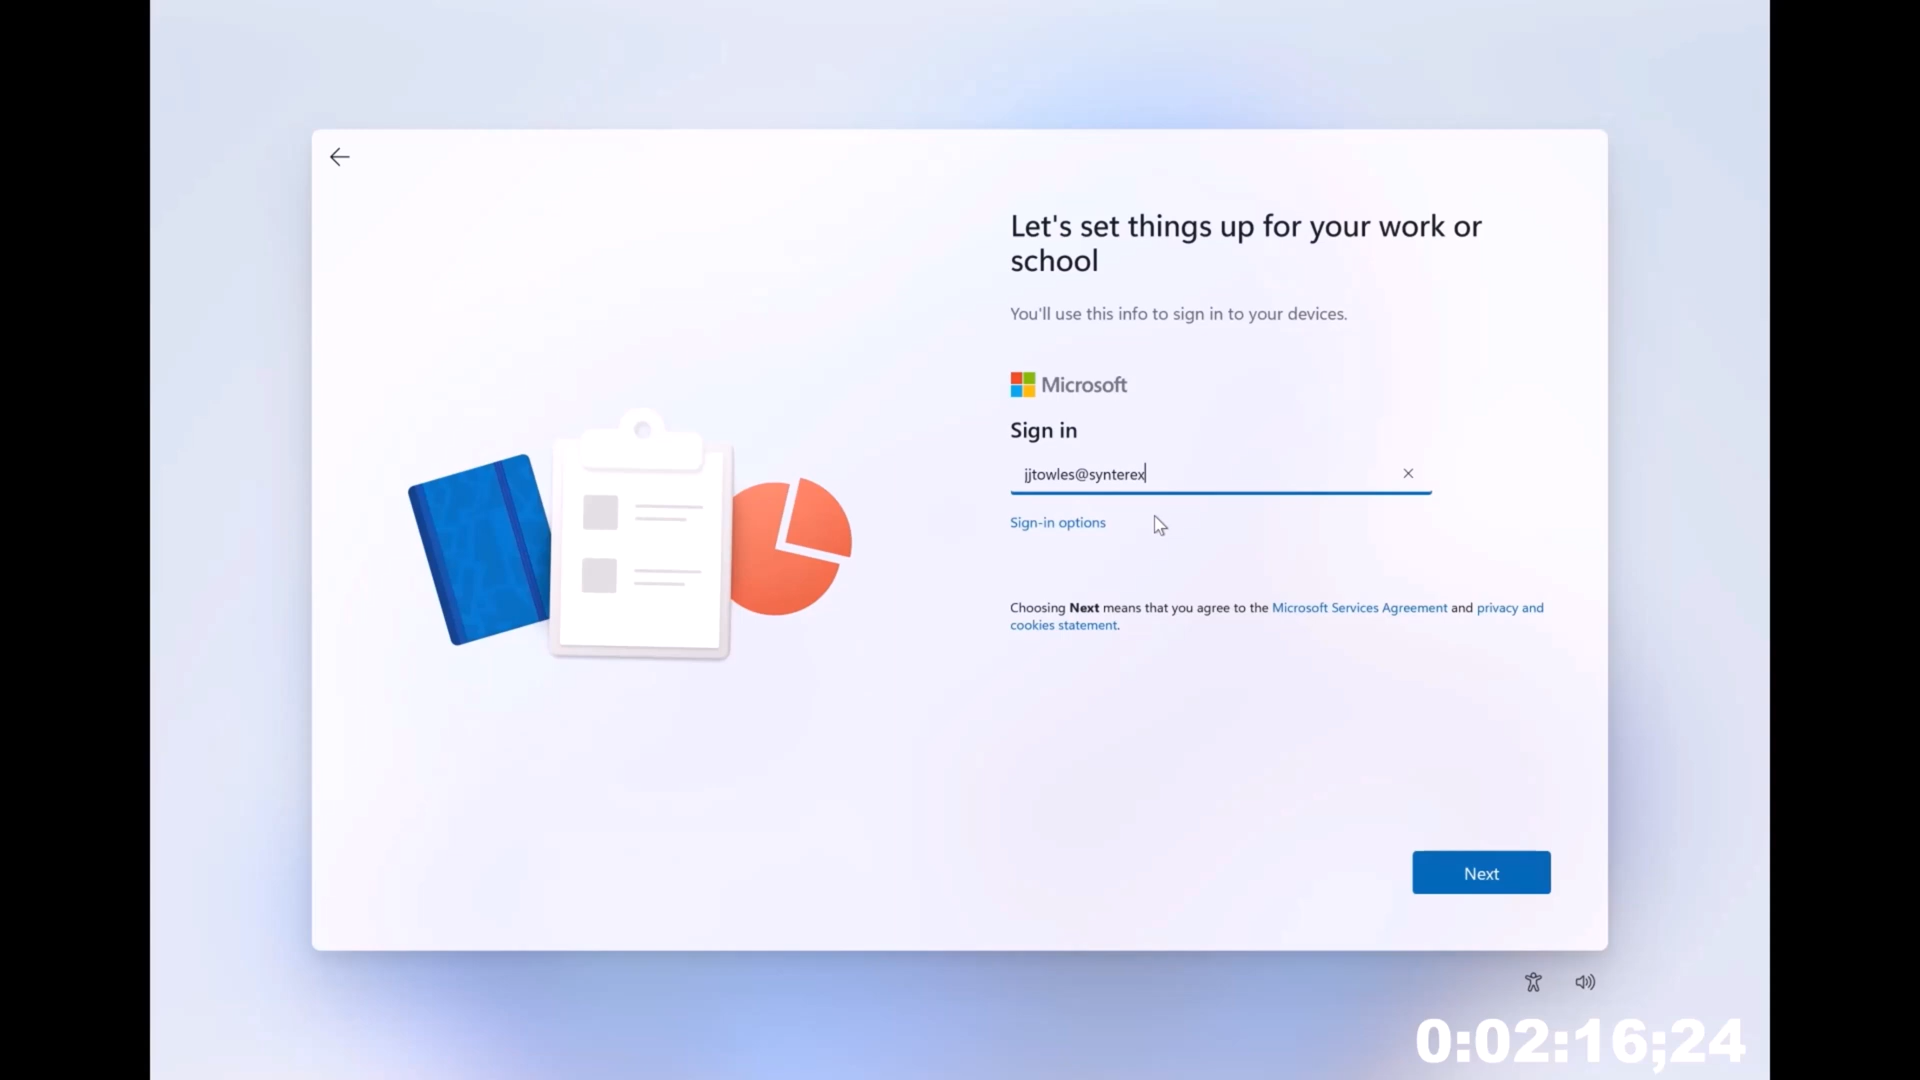 Let's set things up for your work or
school
You'll use this info to sign in to your devices.
Microsoft
Sign in
jjtowles@synterex
Sign-in options
Choosing Next means that you agree to the Microsoft Services Agreement and privacy and
cookies statement.
Next
0:02:16;24